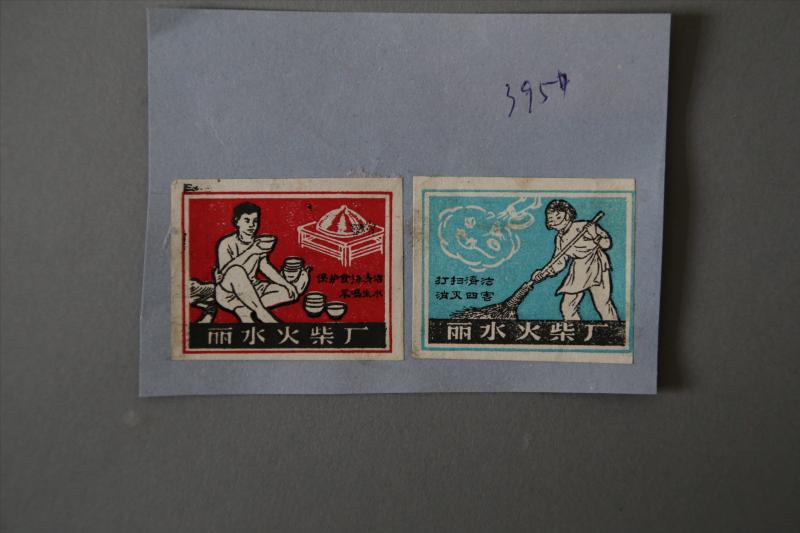 395#
保护食物清洁
不喝生水
丽水火柴厂
打扫清洁
消灭四害
丽水火柴厂